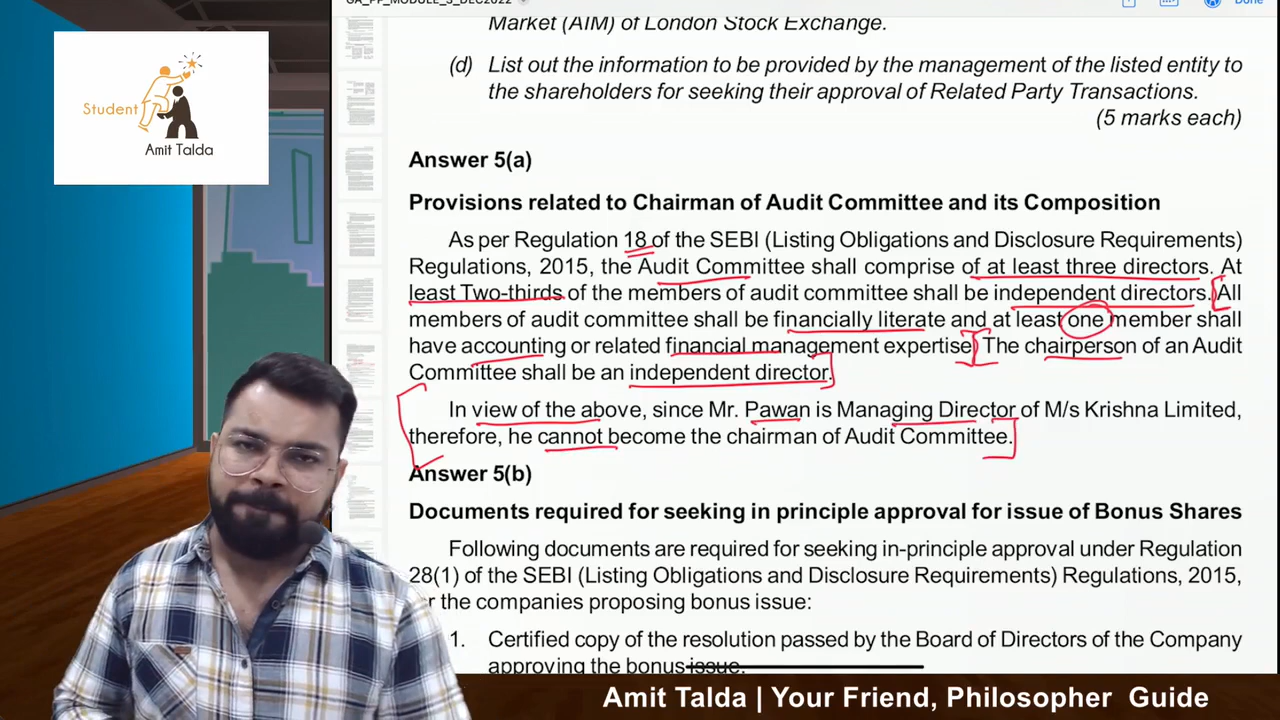 GA_PP_MODULE_3_DEC2022
Done
Market (AIM) of London Stock Exchange.
(d) List out the information to be provided by the management of the listed entity to
the shareholders for seeking their approval of Related Party Transactions.
(5 marks each)
Student
Amit Talda
Answer 5(a)
Provisions related to Chairman of Audit Committee and its Composition
As per Regulation of the SEBI (Listing Obligations and Disclosure Requirements)
Regulations, 2015, the Audit Committee shall comprise of at least three directors. At
least Two-thirds of the members of audit committee shall be independent directors. All
members of audit committee shall be financially literate and at least one member shall
have accounting or related financial management expertise. The chairperson of an Audit
Committee shall be an independent director.
In view of the above, since Mr. Pawan is Managing Director of M/s Krishna Limited,
therefore, he cannot become the chairman of Audit Committee.
Answer 5(b)
Documents required for seeking in principle approval for issue of Bonus Shares
Following documents are required for seeking in-principle approval under Regulation
28(1) of the SEBI (Listing Obligations and Disclosure Requirements) Regulations, 2015,
the companies proposing bonus issue:
1. Certified copy of the resolution passed by the Board of Directors of the Company
approving the bonus issue.
Amit Talda | Your Friend, Philosopher Guide